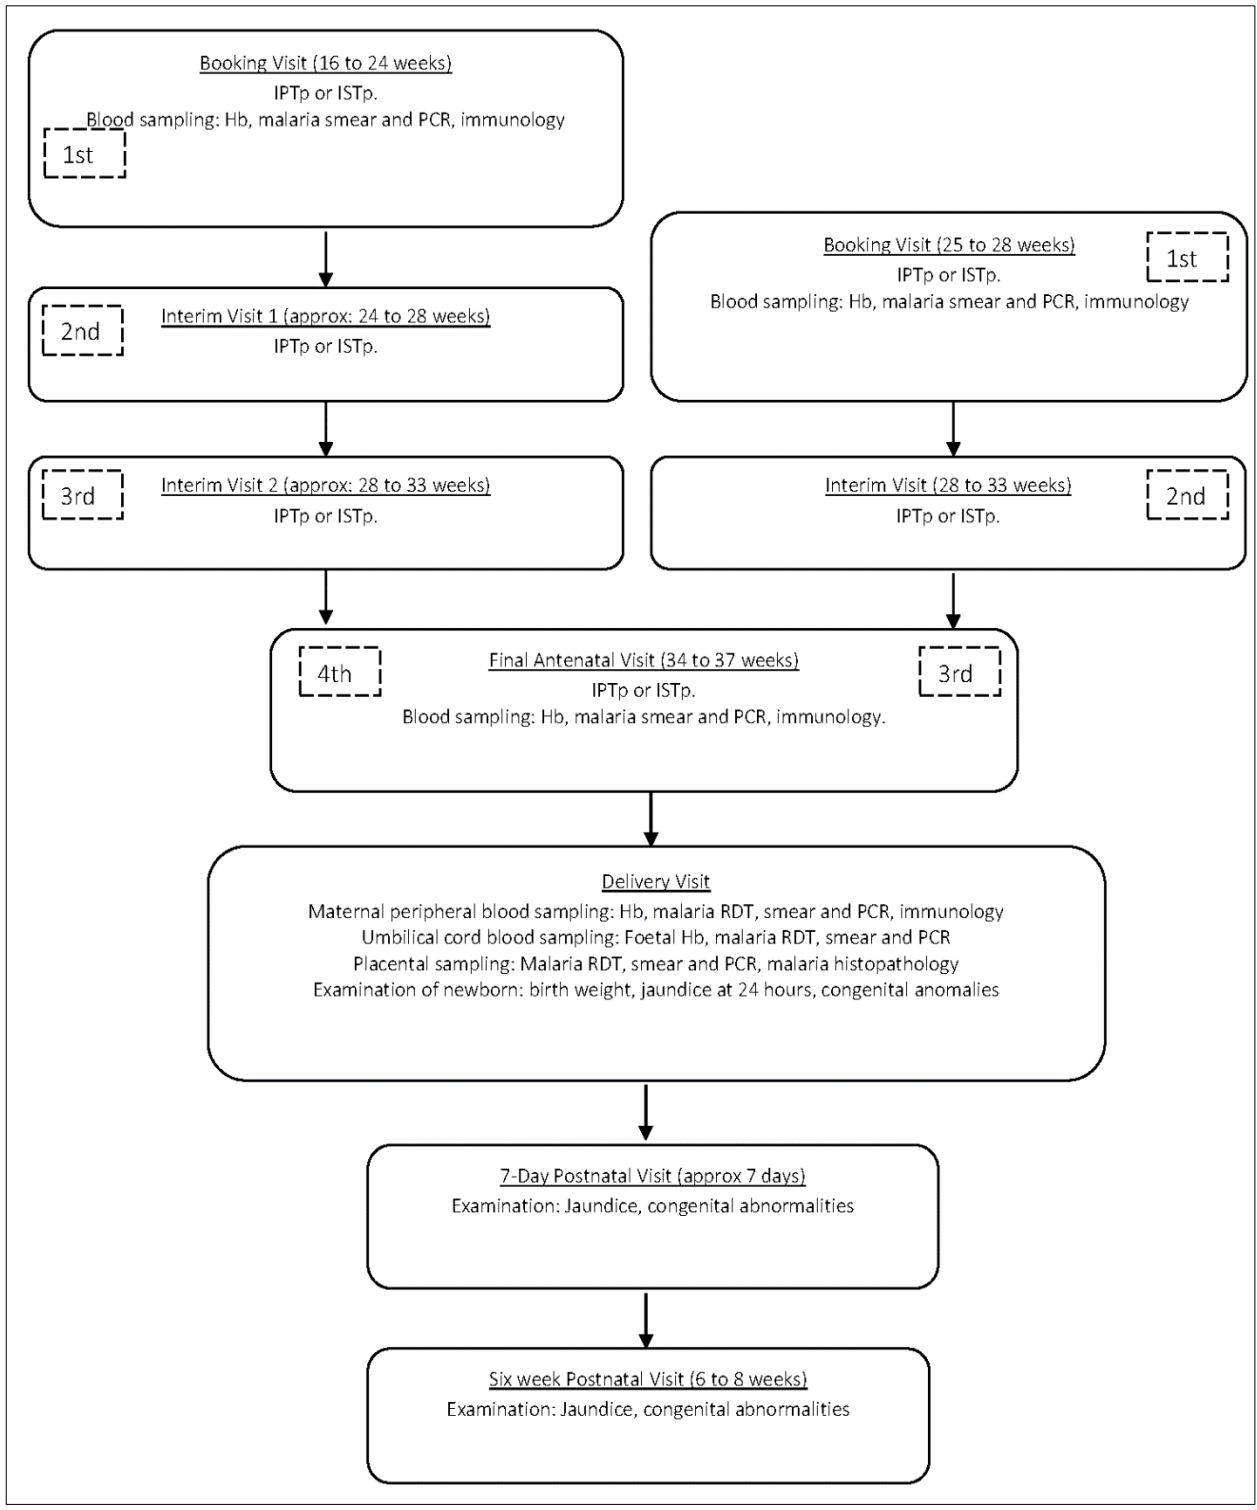 Booking Visit (16 to 24 weeks)
IPTp or ISTp.
Blood sampling: Hb, malaria smear and PCR, immunology
1st
Booking Visit (25 to 28 weeks)
1st
IPTp or ISTp.
Blood sampling: Hb, malaria smear and PCR, immunology
2nd
Interim Visit 1 (approx: 24 to 28 weeks)
IPTp or ISTp.
3rd
Interim Visit 2 (approx: 28 to 33 weeks)
IPTp or ISTp.
Interim Visit (28 to 33 weeks)
2nd
IPTp or ISTp.
4th
Final Antenatal Visit (34 to 37 weeks)
3rd
IPTp or ISTp.
Blood sampling: Hb, malaria smear and PCR, immunology.
Delivery Visit
Maternal peripheral blood sampling: Hb, malaria RDT, smear and PCR, immunology
Umbilical cord blood sampling: Foetal Hb, malaria RDT, smear and PCR
Placental sampling: Malaria RDT, smear and PCR, malaria histopathology
Examination of newborn: birth weight, jaundice at 24 hours, congenital anomalies
7-Day Postnatal Visit (approx 7 days)
Examination: Jaundice, congenital abnormalities
Six week Postnatal Visit (6 to 8 weeks)
Examination: Jaundice, congenital abnormalities